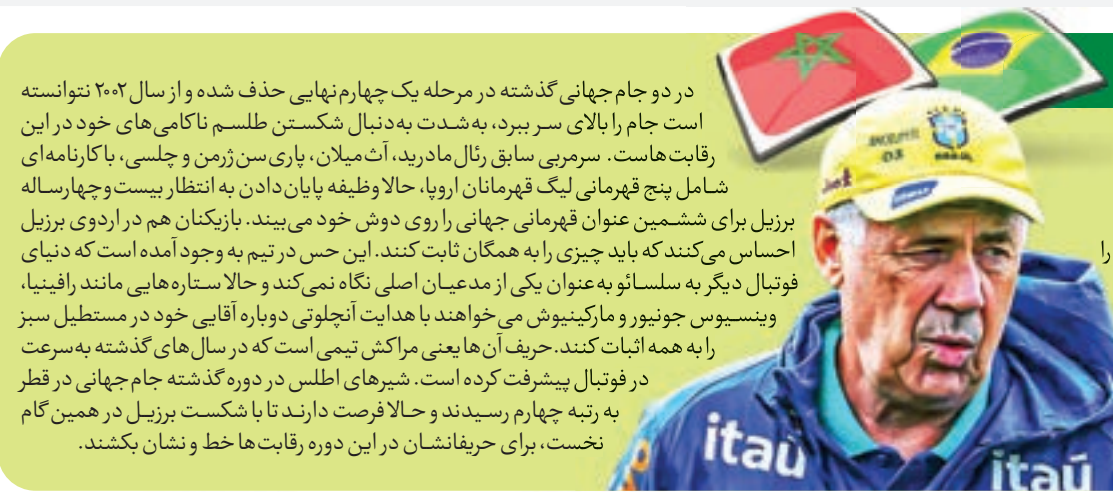 در دو جام‌جهانی گذشته در مرحله یک‌چهارم‌نهایی حذف شده و از سال ۲۰۰۲ نتوانسته
است جام را بالای سر ببرد، به‌شدت به‌دنبال شکستن طلسم ناکامی‌های خود در این
رقابت‌هاست. سرمربی سابق رئال‌مادرید، آث‌میلان، پاری‌سن‌ژرمن و چلسی، با کارنامه‌ای
شامل پنج قهرمانی لیگ قهرمانان اروپا، حالا وظیفه پایان‌دادن به انتظار بیست‌وچهارساله
برزیل برای ششمین عنوان قهرمانی جهانی را روی دوش خود می‌بیند. بازیکنان هم در اردوی برزیل
احساس می‌کنند که باید چیزی را به همگان ثابت کنند. این حس در تیم به وجود آمده است که دنیای
فوتبال دیگر به سلسائو به‌عنوان یکی از مدعیان اصلی نگاه نمی‌کند و حالا ستاره‌هایی مانند رافینیا،
وینسیوس جونیور و مارکینیوش می‌خواهند با هدایت آنچلوتی دوباره آقایی خود در مستطیل سبز
را به همه اثبات کنند. حریف آن‌ها یعنی مراکش تیمی است که در سال‌های گذشته به‌سرعت
در فوتبال پیشرفت کرده است. شیرهای اطلس در دوره گذشته جام‌جهانی در قطر
به رتبه چهارم رسیدند و حالا فرصت دارند تا با شکست برزیل در همین گام
نخست، برای حریفانشان در این دوره رقابت‌ها خط و نشان بکشند.
را
BRASIL
itaú
itaú